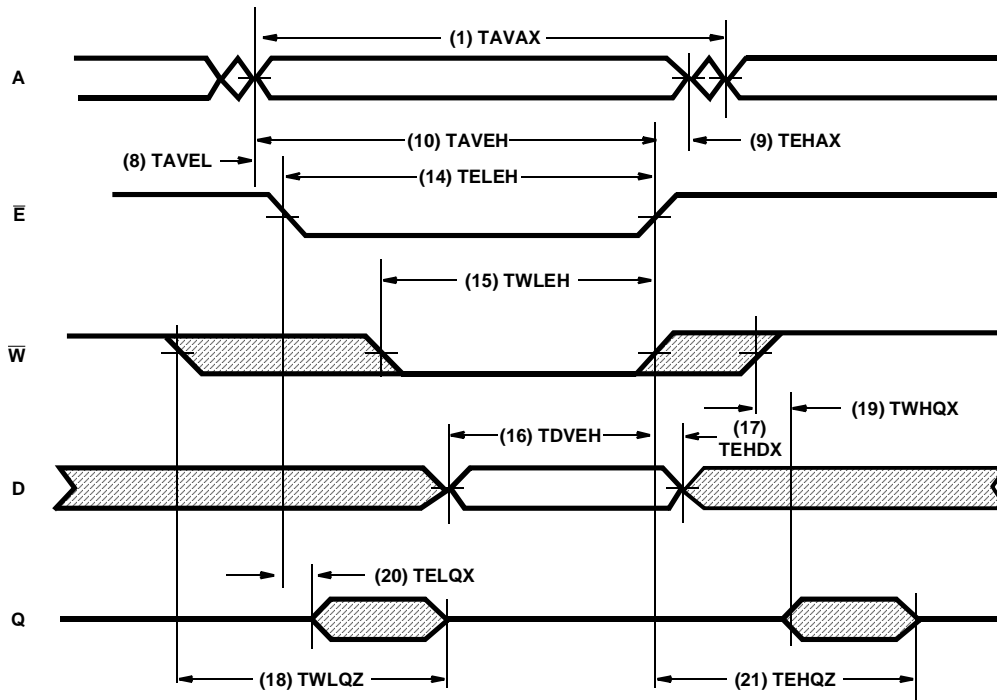 (1) TAVAX
A
(10) TAVEH
(9) TEHAX
(8) TAVEL
(14) TELEH
E̅
(15) TWLEH
W̅
(19) TWHQX
(16) TDVEH
(17)
TEHDX
D
(20) TELQX
Q
(18) TWLQZ
(21) TEHQZ